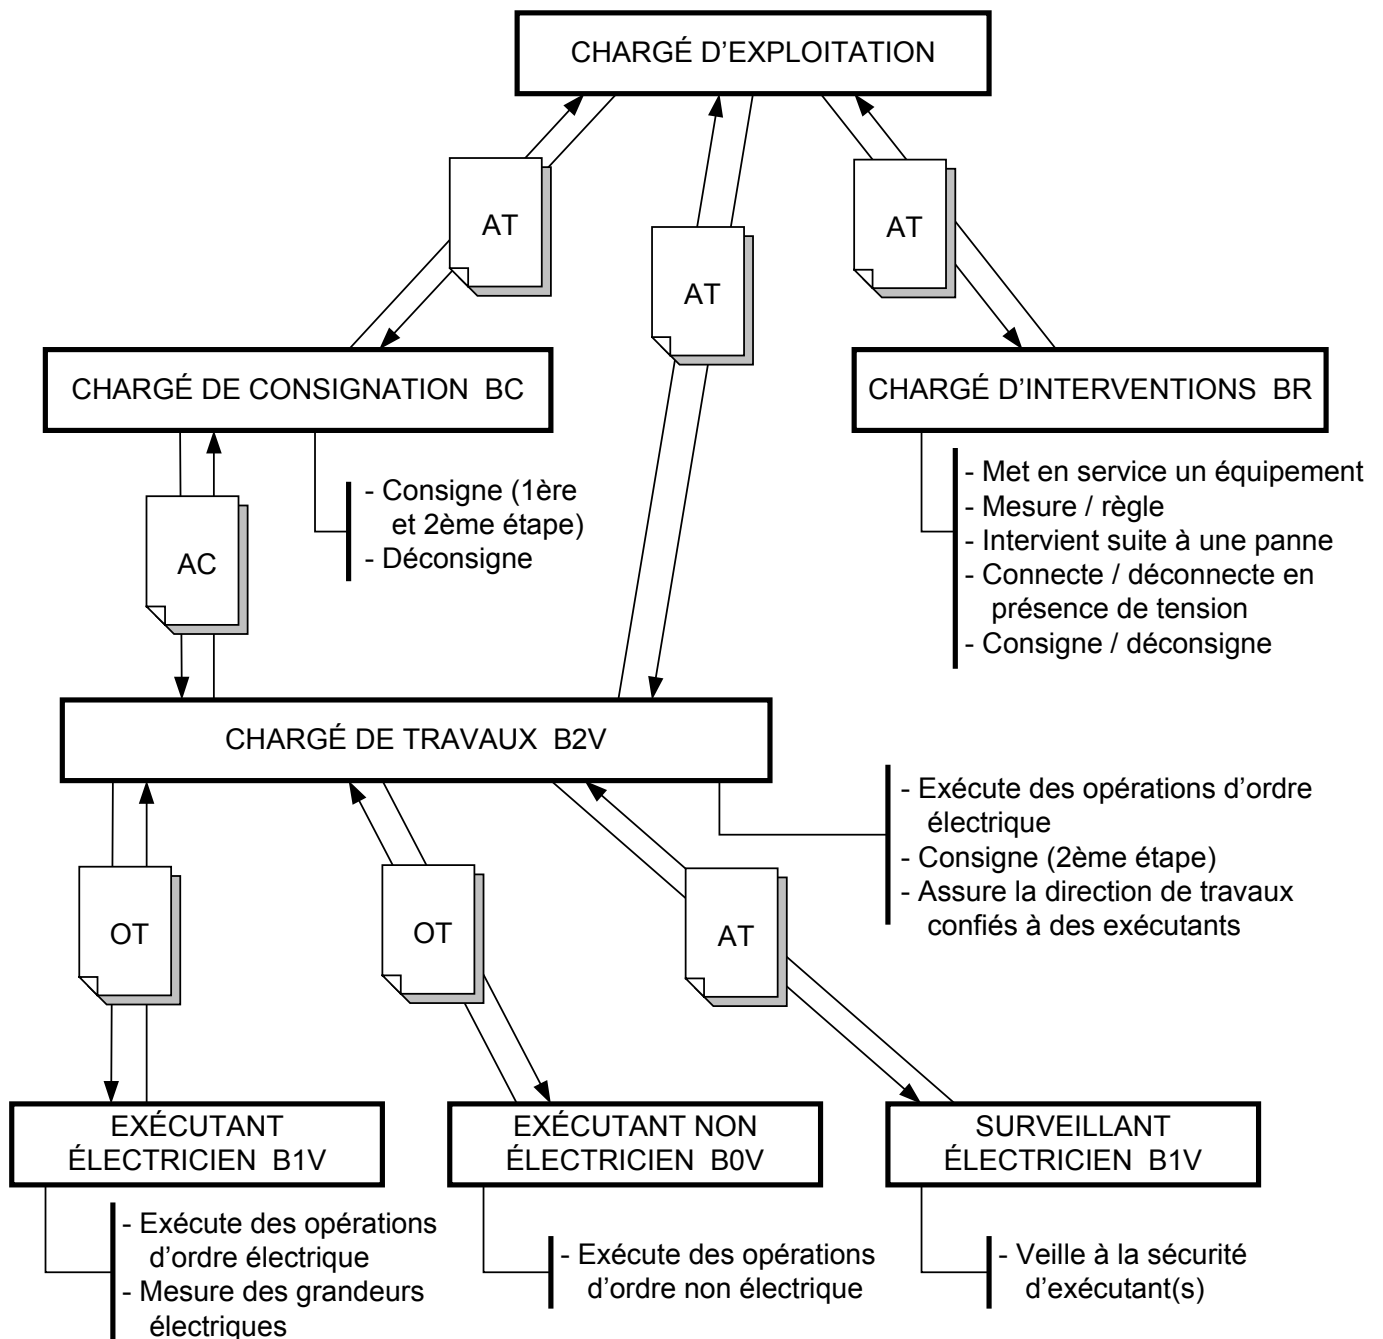 CHARGÉ D’EXPLOITATION
AT
AT
AT
CHARGÉ DE CONSIGNATION  BC
CHARGÉ D’INTERVENTIONS  BR
- Consigne (1ère
et 2ème étape)
- Déconsigne
- Met en service un équipement
- Mesure / règle
- Intervient suite à une panne
- Connecte / déconnecte en
présence de tension
- Consigne / déconsigne
AC
CHARGÉ DE TRAVAUX  B2V
- Exécute des opérations d’ordre
électrique
- Consigne (2ème étape)
- Assure la direction de travaux
confiés à des exécutants
OT
OT
AT
EXÉCUTANT
ÉLECTRICIEN  B1V
EXÉCUTANT NON
ÉLECTRICIEN  B0V
SURVEILLANT
ÉLECTRICIEN  B1V
- Exécute des opérations
d’ordre électrique
- Mesure des grandeurs
électriques
- Exécute des opérations
d’ordre non électrique
- Veille à la sécurité
d’exécutant(s)